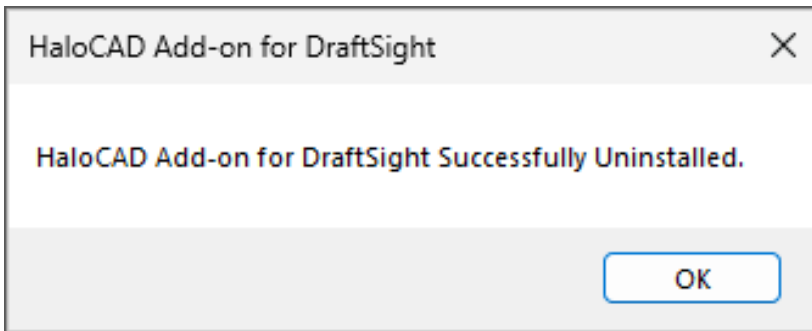 HaloCAD Add-on for DraftSight
HaloCAD Add-on for DraftSight Successfully Uninstalled.
OK